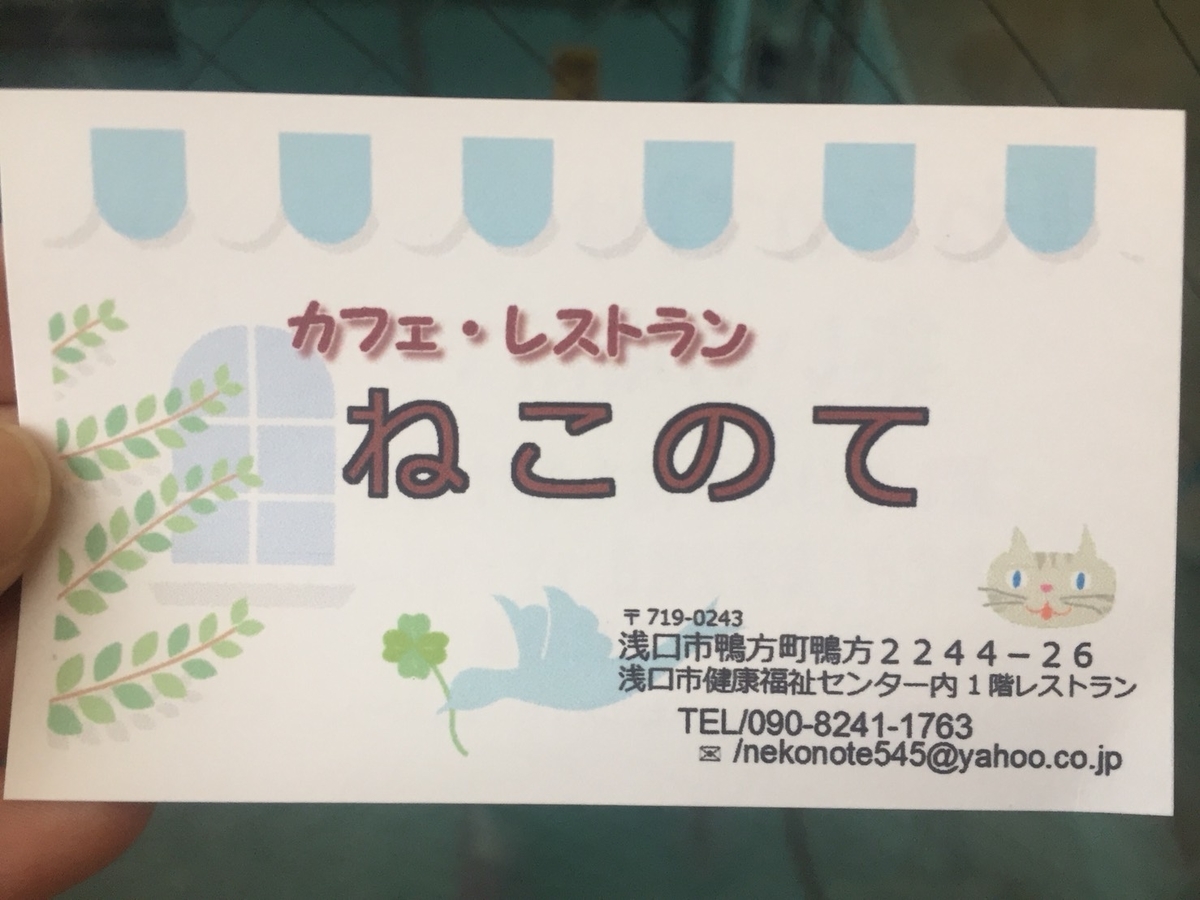 カフェ・レストラン
ねこのて
〒719-0243
浅口市鴨方町鴨方２２４４－２６
浅口市健康福祉センター内１階レストラン
TEL/090-8241-1763
✉ /nekonote545@yahoo.co.jp